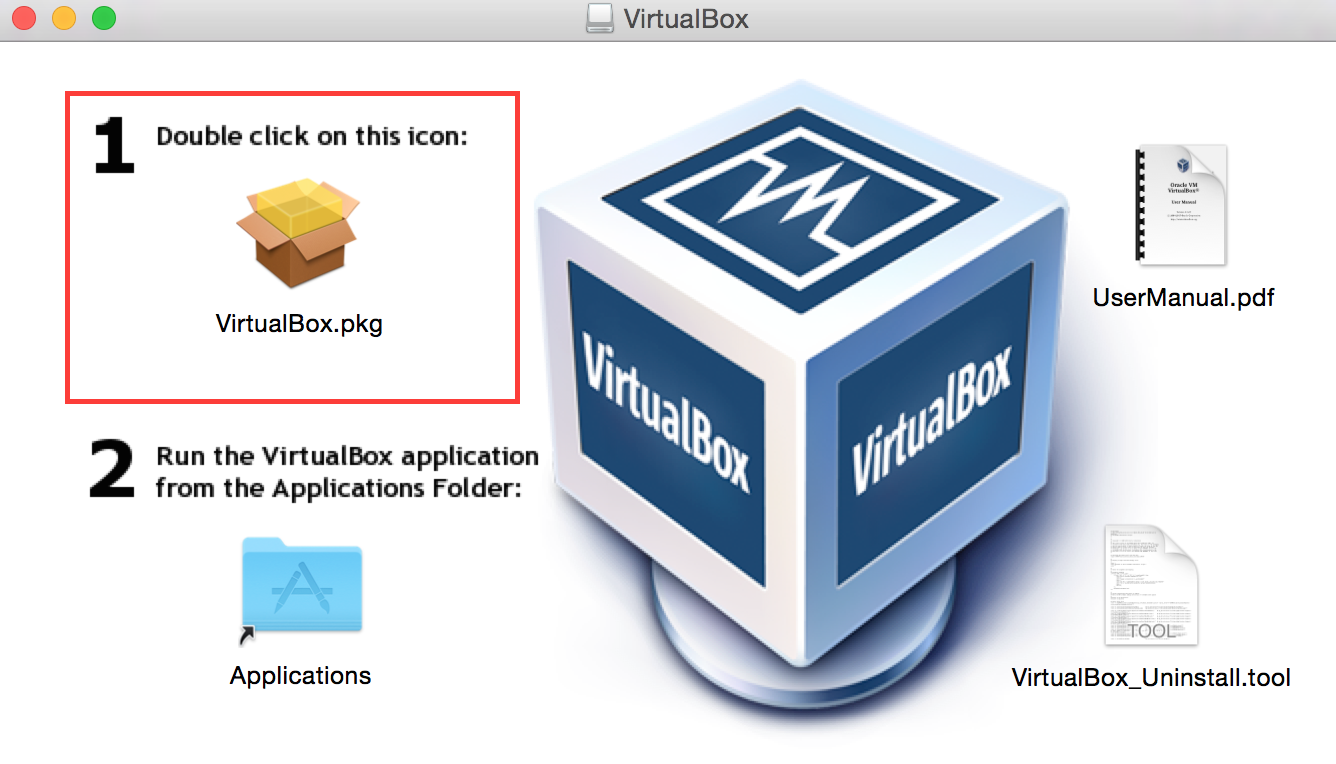 VirtualBox
1 Double click on this icon:
VirtualBox.pkg
2 Run the VirtualBox application
from the Applications Folder:
Applications
VirtualBox
VirtualBox
Oracle VM
VirtualBox®
User Manual
UserManual.pdf
TOOL
VirtualBox_Uninstall.tool